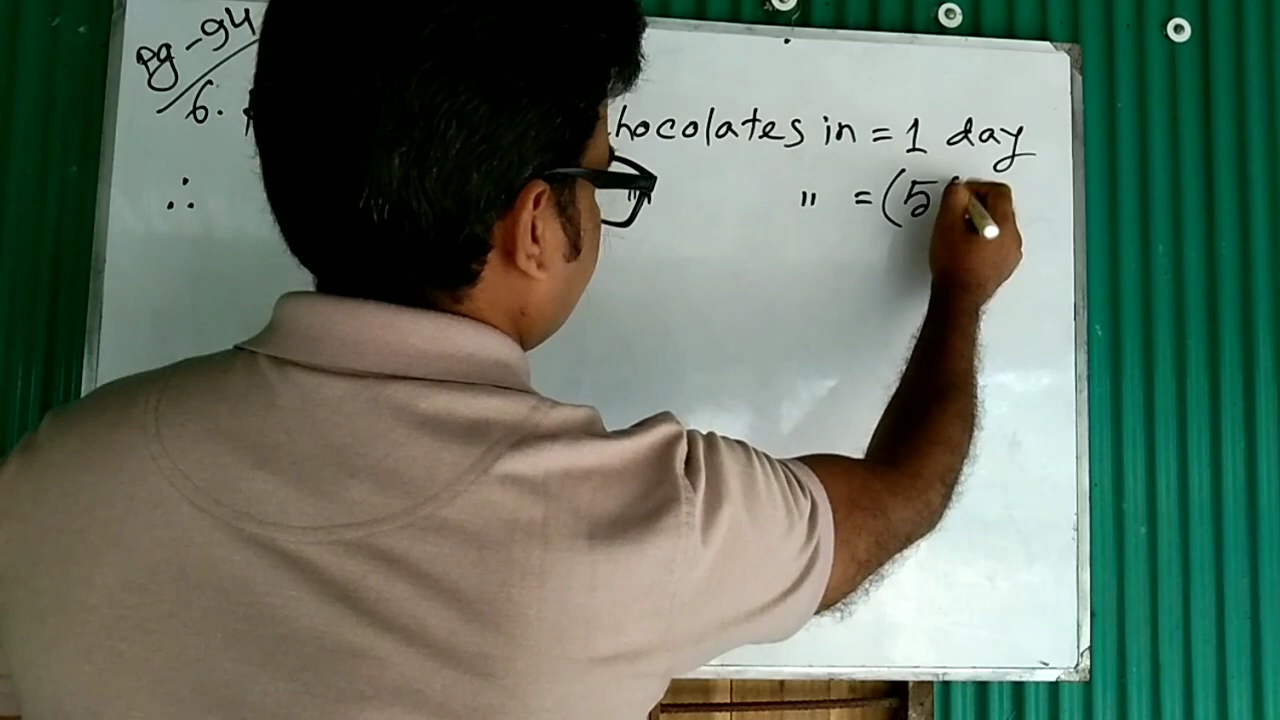 Pg-94
6. hocolates in = 1 day
∴ " = (5